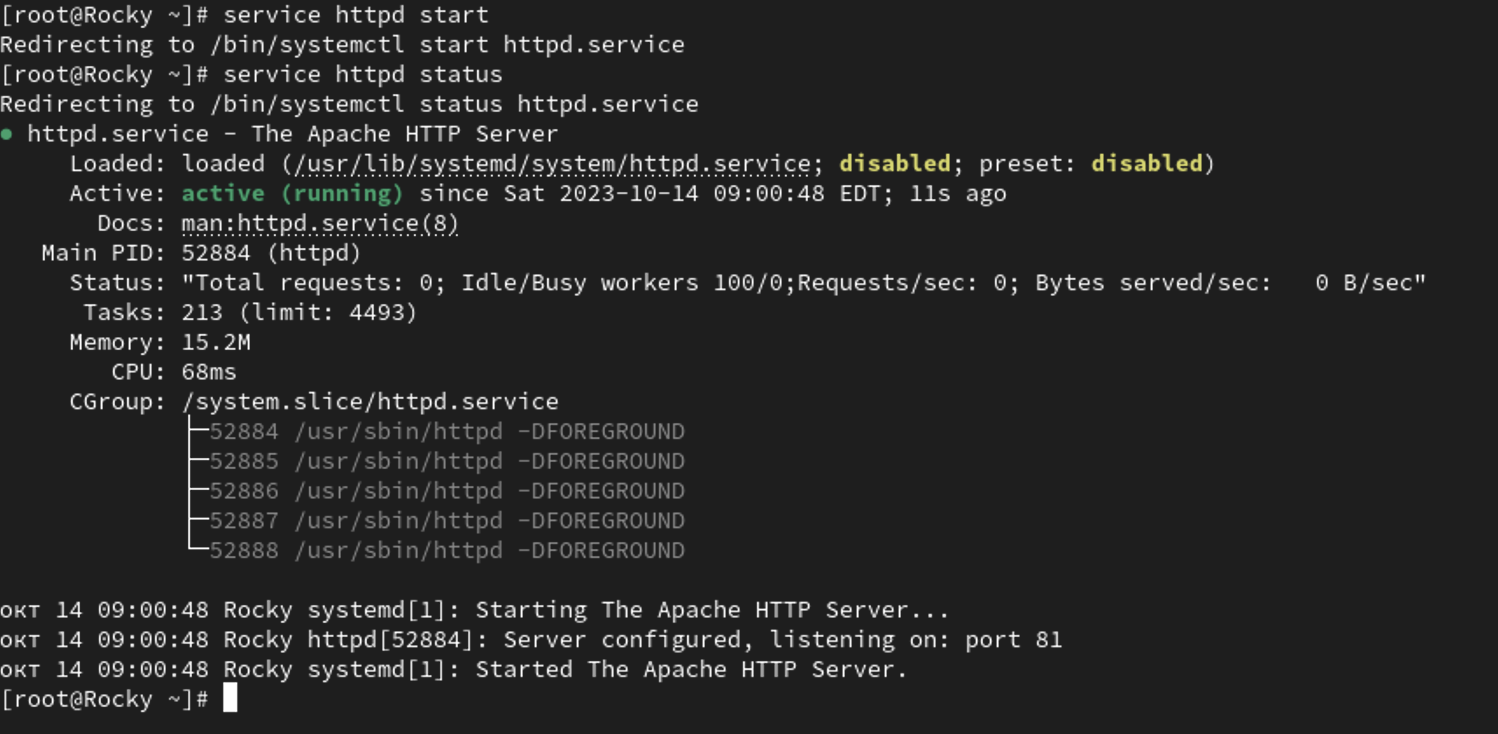 [root@Rocky ~]# service httpd start
Redirecting to /bin/systemctl start httpd.service
[root@Rocky ~]# service httpd status
Redirecting to /bin/systemctl status httpd.service
● httpd.service - The Apache HTTP Server
     Loaded: loaded (/usr/lib/systemd/system/httpd.service; disabled; preset: disabled)
     Active: active (running) since Sat 2023-10-14 09:00:48 EDT; 11s ago
       Docs: man:httpd.service(8)
   Main PID: 52884 (httpd)
     Status: "Total requests: 0; Idle/Busy workers 100/0;Requests/sec: 0; Bytes served/sec:   0 B/sec"
      Tasks: 213 (limit: 4493)
     Memory: 15.2M
        CPU: 68ms
     CGroup: /system.slice/httpd.service
             ├─52884 /usr/sbin/httpd -DFOREGROUND
             ├─52885 /usr/sbin/httpd -DFOREGROUND
             ├─52886 /usr/sbin/httpd -DFOREGROUND
             ├─52887 /usr/sbin/httpd -DFOREGROUND
             └─52888 /usr/sbin/httpd -DFOREGROUND

окт 14 09:00:48 Rocky systemd[1]: Starting The Apache HTTP Server...
окт 14 09:00:48 Rocky httpd[52884]: Server configured, listening on: port 81
окт 14 09:00:48 Rocky systemd[1]: Started The Apache HTTP Server.
[root@Rocky ~]#